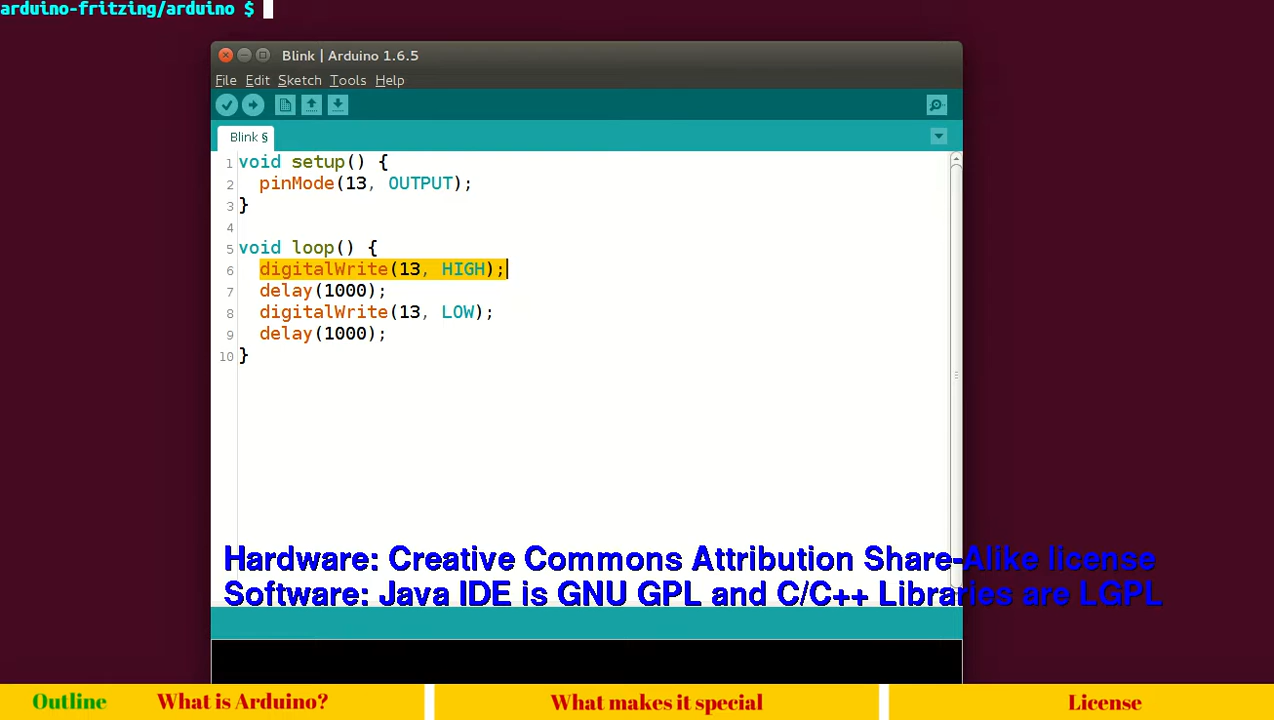 arduino-fritzing/arduino $
Blink | Arduino 1.6.5
File Edit Sketch Tools Help
Blink §
1 void setup() {
2 pinMode(13, OUTPUT);
3 }
4
5 void loop() {
6 digitalWrite(13, HIGH);
7 delay(1000);
8 digitalWrite(13, LOW);
9 delay(1000);
10 }
Hardware: Creative Commons Attribution Share-Alike license
Software: Java IDE is GNU GPL and C/C++ Libraries are LGPL
Outline What is Arduino? What makes it special License